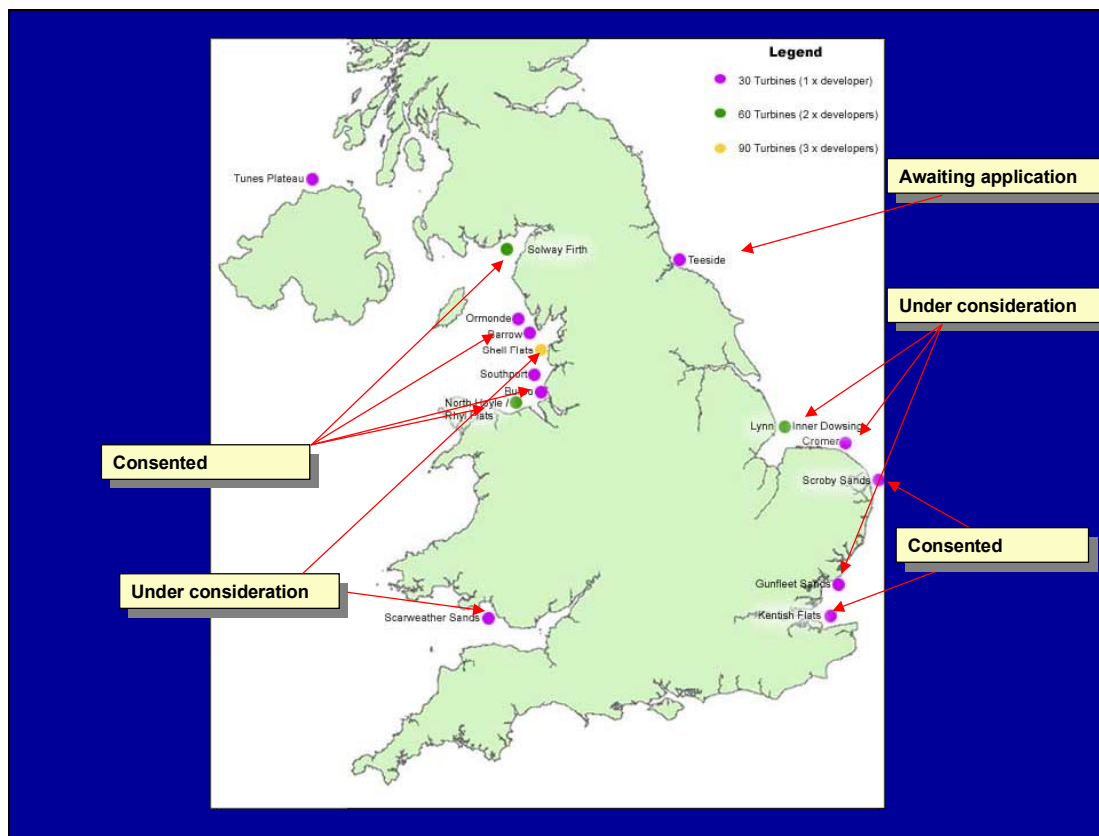 Legend
30 Turbines (1 x developer)
60 Turbines (2 x developers)
90 Turbines (3 x developers)
Awaiting application
Tunes Plateau
Solway Firth
Teeside
Under consideration
Ormonde
Barrow
Shell Flats
Southport
North Hoyle /
Rhyl Flats
Lynn
Inner Dowsing
Cromer
Consented
Scroby Sands
Consented
Under consideration
Gunfleet Sands
Scarweather Sands
Kentish Flats